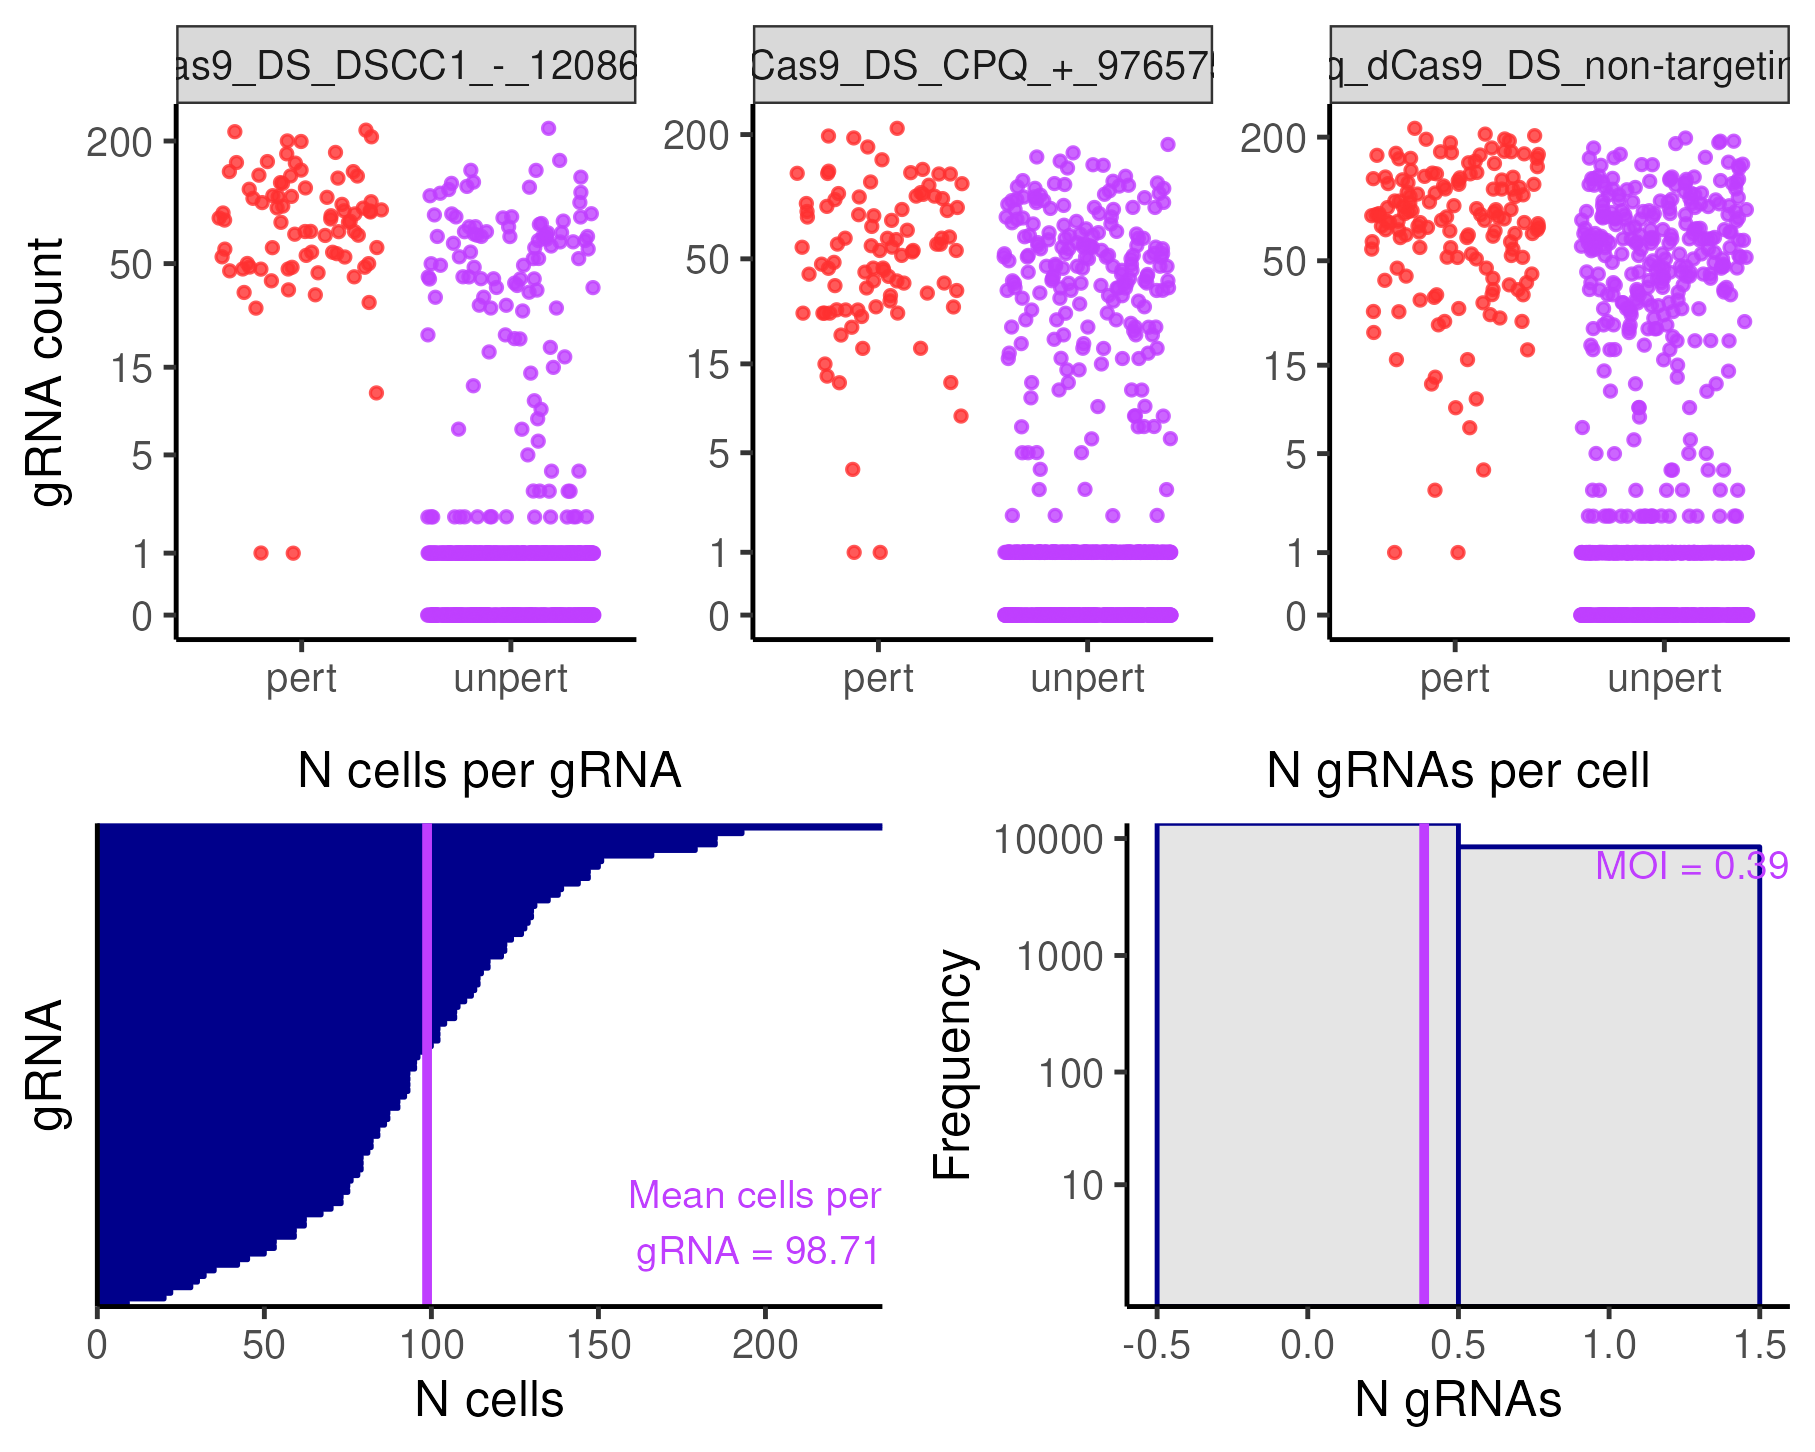 as9_DS_DSCC1_-_12086
Cas9_DS_CPQ_+_97657
q_dCas9_DS_non-targetin
gRNA count
200
50
15
5
1
0
pert
unpert
200
50
15
5
1
0
pert
unpert
200
50
15
5
1
0
pert
unpert
N cells per gRNA
gRNA
Mean cells per
gRNA = 98.71
0
50
100
150
200
N cells
N gRNAs per cell
Frequency
10000
1000
100
10
MOI = 0.39
-0.5
0.0
0.5
1.0
1.5
N gRNAs